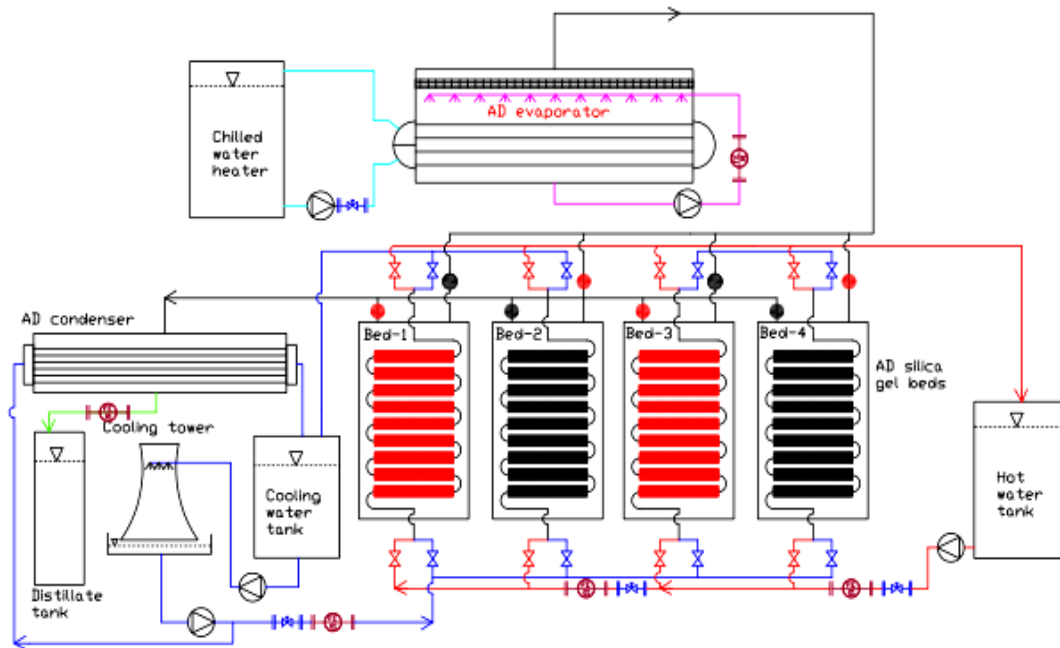 AD evaporator
Chilled
water
heater
AD condenser
Bed-1
Bed-2
Bed-3
Bed-4
AD silica
gel beds
Cooling tower
Cooling
water
tank
Hot
water
tank
Distillate
tank